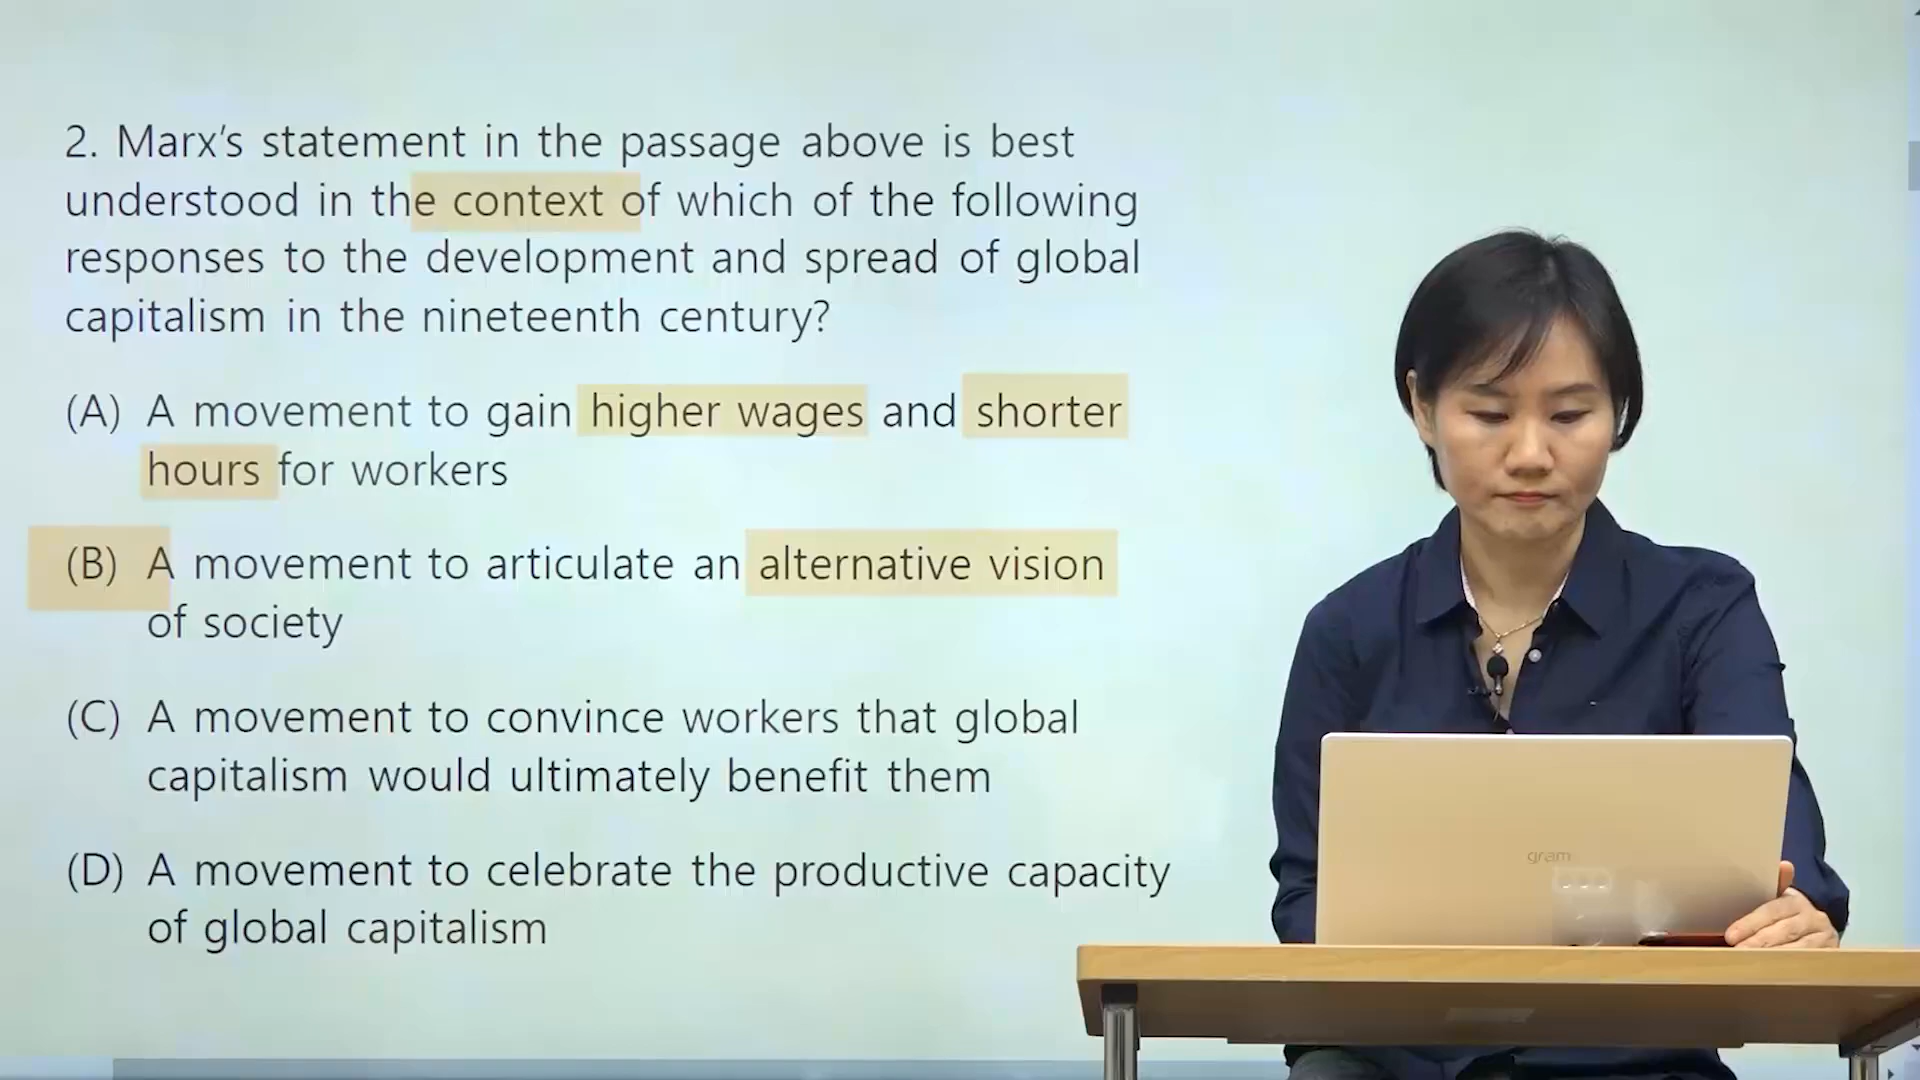 2. Marx's statement in the passage above is best
understood in the context of which of the following
responses to the development and spread of global
capitalism in the nineteenth century?
(A) A movement to gain higher wages and shorter
hours for workers
(B) A movement to articulate an alternative vision
of society
(C) A movement to convince workers that global
capitalism would ultimately benefit them
(D) A movement to celebrate the productive capacity
of global capitalism
gram